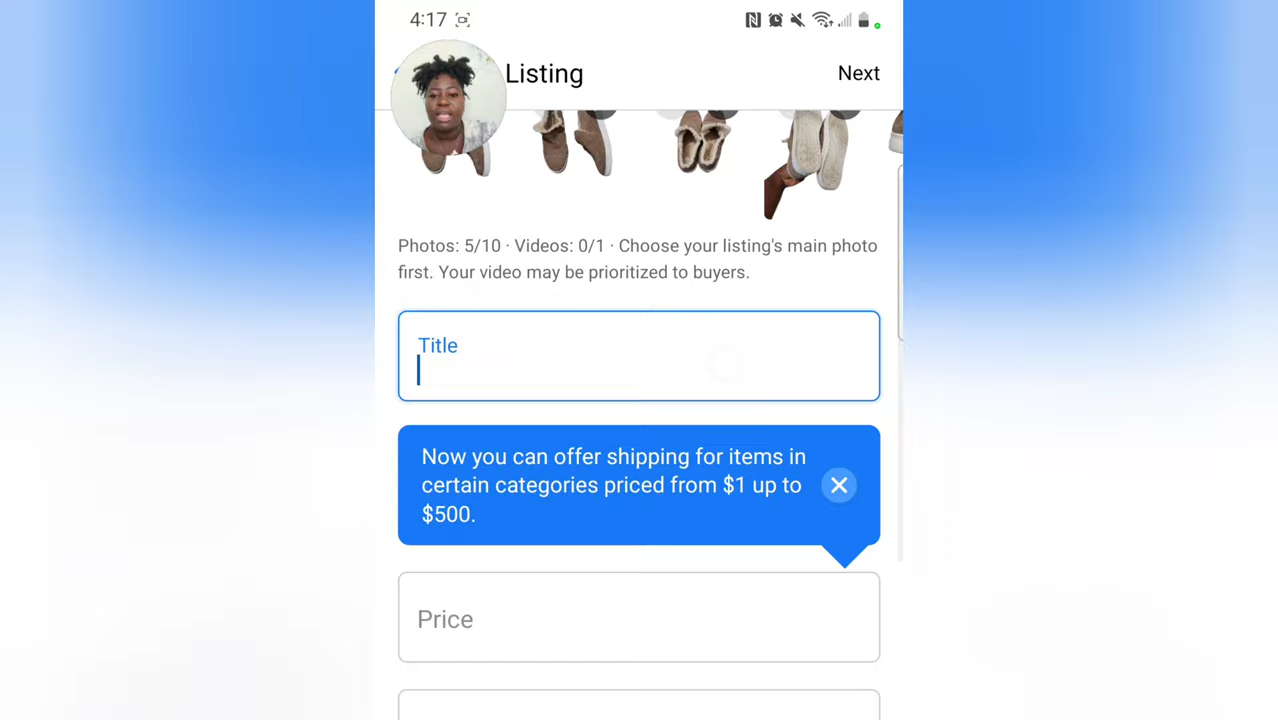 4:17
Listing
Next
Photos: 5/10 · Videos: 0/1 · Choose your listing's main photo
first. Your video may be prioritized to buyers.
Title
Now you can offer shipping for items in
certain categories priced from $1 up to
$500.
Price